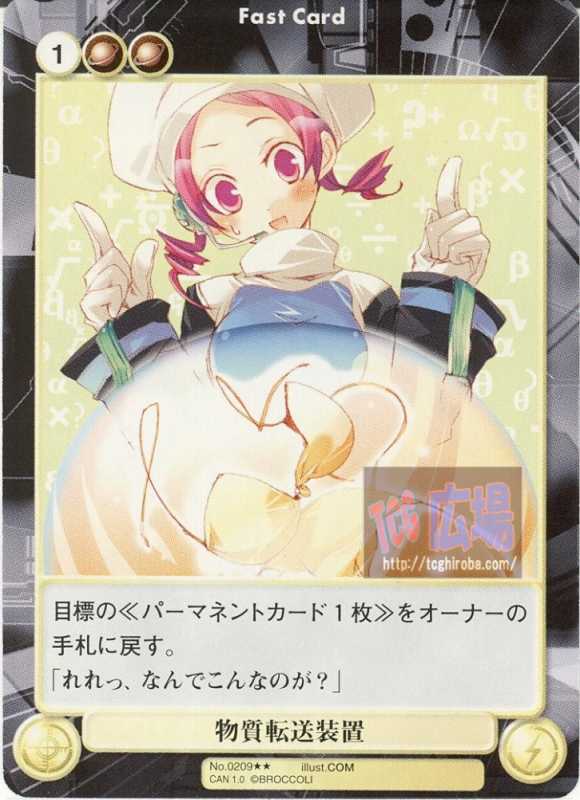 Fast Card
1
TCG広場
http://tcghiroba.com/
目標の≪パーマネントカード1枚≫をオーナーの
手札に戻す。
「れれっ、なんでこんなのが?」
物質転送装置
No.0209★★ illust.COM
CAN 1.0 ©BROCCOLI